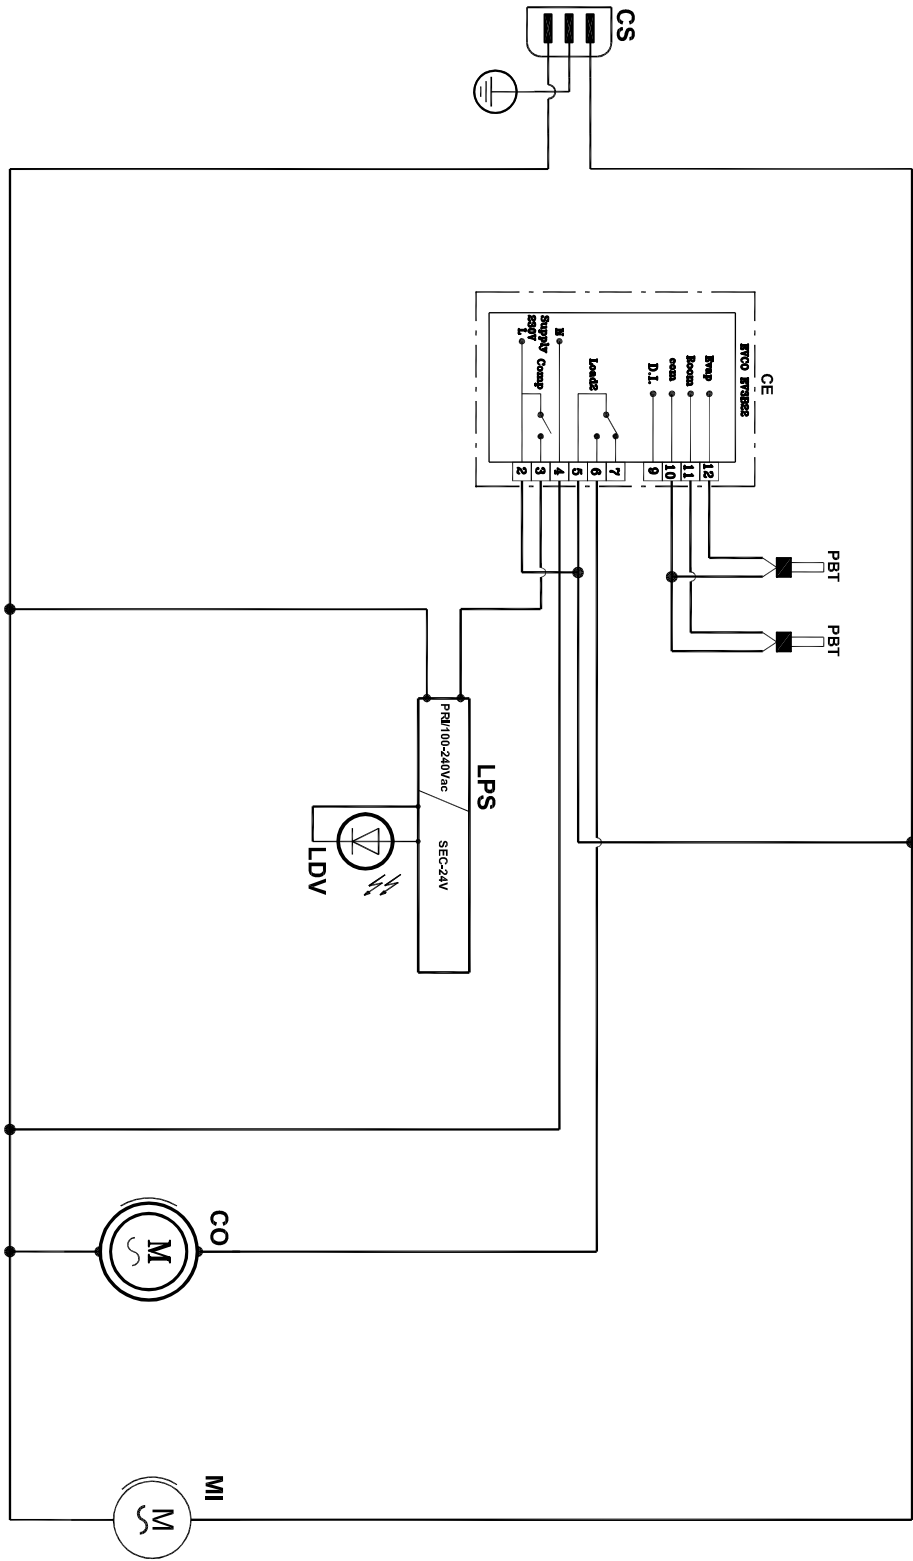 CS
CE
EVCO EV3B22
Evap
Room
com
D.I.
Load2
N
Supply Comp
230V
L
12
11
10
9
7
6
5
4
3
2
PBT
PBT
LPS
PRI/100-240Vac
SEC-24V
LDV
CO
M
MI
M